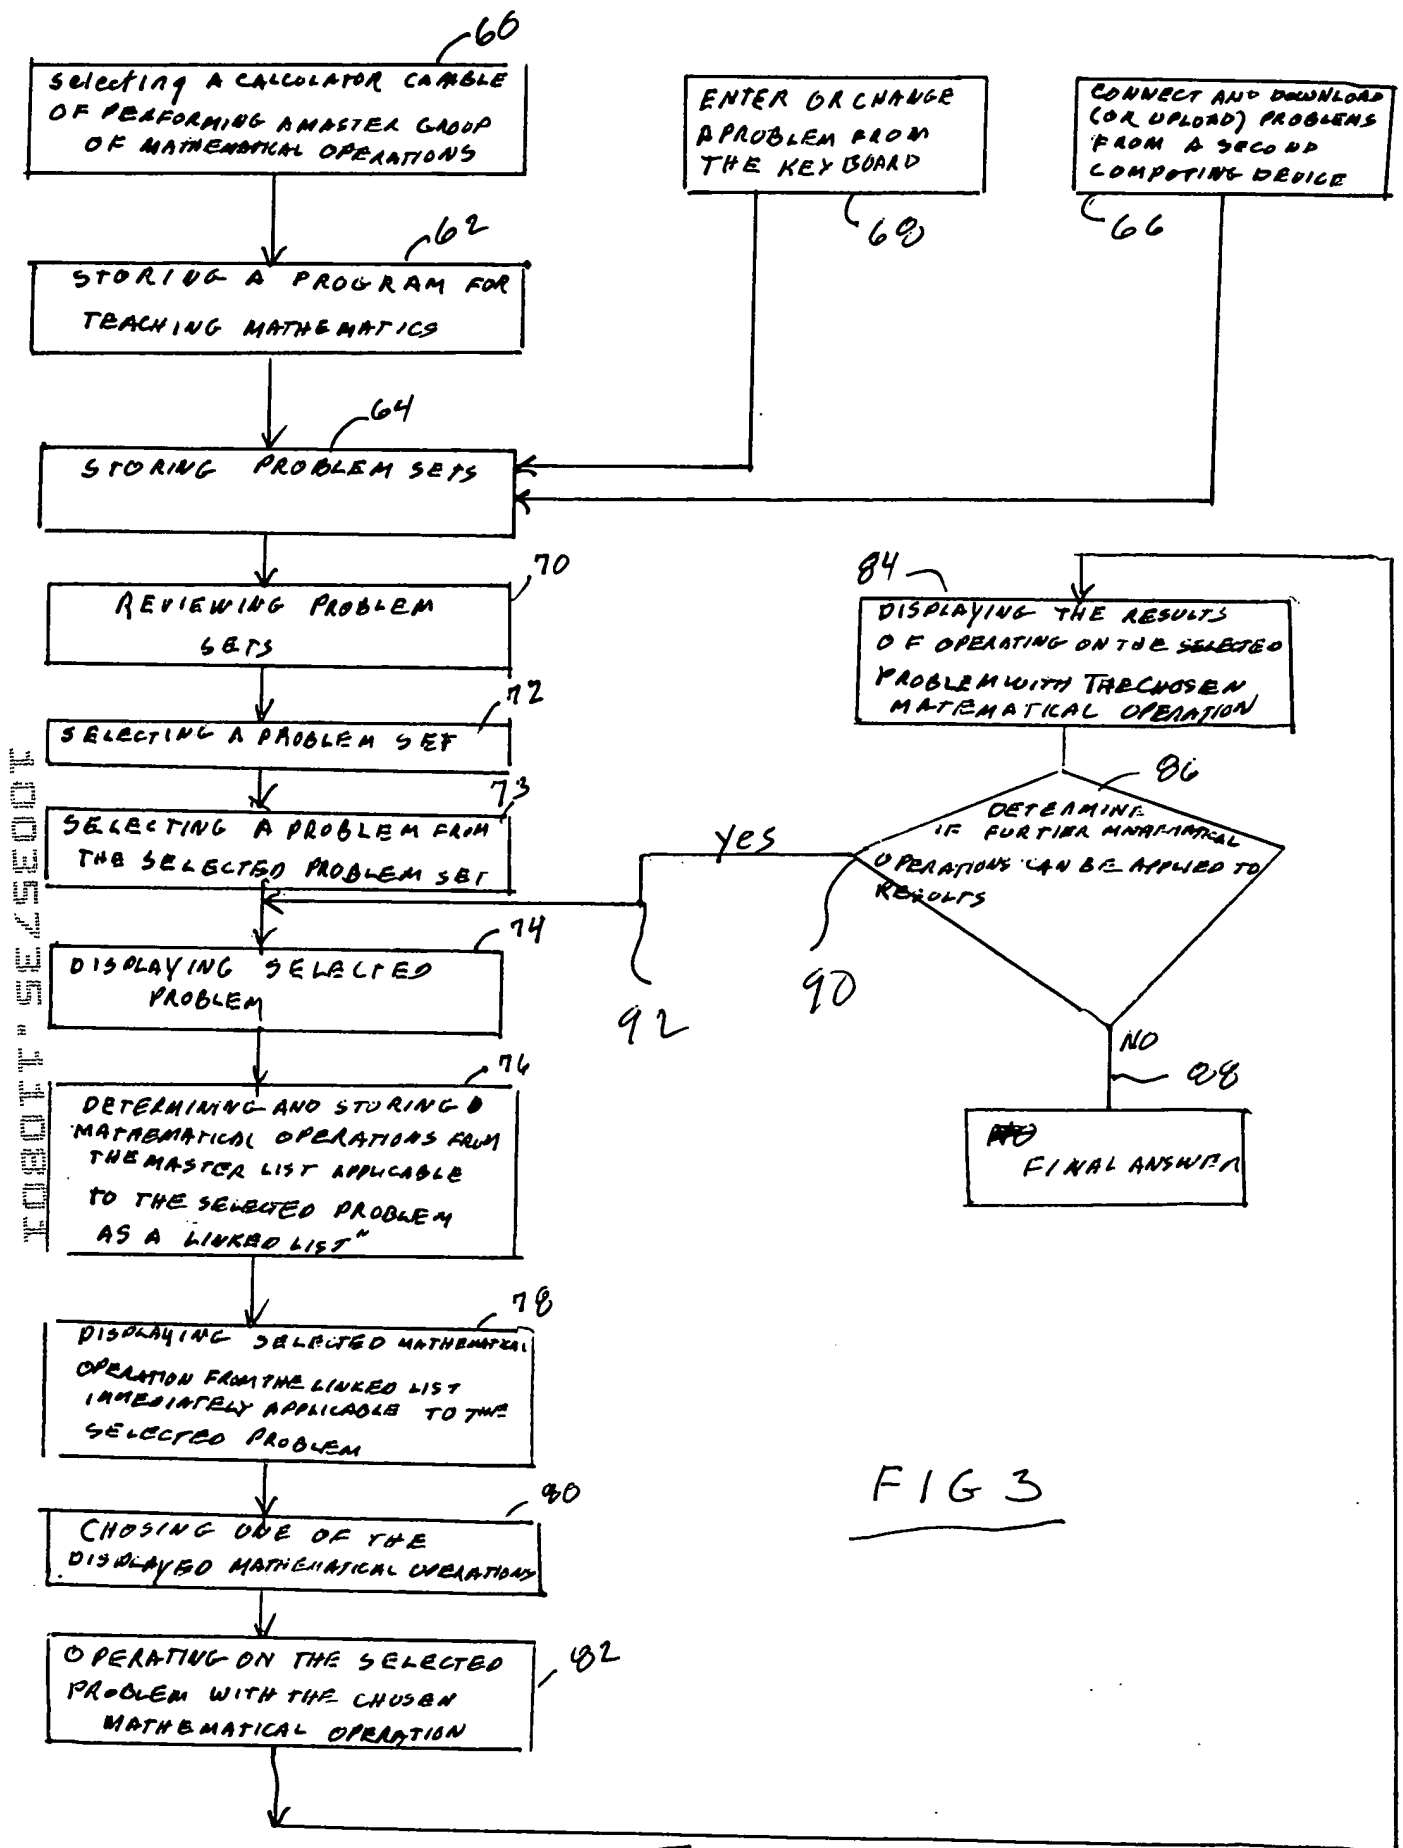 60
selecting A CALCULATOR CAPABLE
OF PERFORMING A MASTER GROUP
OF MATHEMATICAL OPERATIONS
ENTER OR CHANGE
A PROBLEM FROM
THE KEYBOARD
68
CONNECT AND DOWNLOAD
(OR UPLOAD) PROBLEMS
FROM A SECOND
COMPUTING DEVICE
66
62
STORING A PROGRAM FOR
TEACHING MATHEMATICS
64
STORING PROBLEM SETS
70
REVIEWING PROBLEM
SETS
72
SELECTING A PROBLEM SET
73
SELECTING A PROBLEM FROM
THE SELECTED PROBLEM SET
74
DISPLAYING SELECTED
PROBLEM
76
DETERMINING AND STORING
MATHEMATICAL OPERATIONS FROM
THE MASTER LIST APPLICABLE
TO THE SELECTED PROBLEM
AS A LINKED LIST"
78
DISPLAYING SELECTED MATHEMATICAL
OPERATION FROM THE LINKED LIST
IMMEDIATELY APPLICABLE TO THE
SELECTED PROBLEM
80
CHOSING ONE OF THE
DISPLAYED MATHEMATICAL OPERATIONS
82
OPERATING ON THE SELECTED
PROBLEM WITH THE CHOSEN
MATHEMATICAL OPERATION
84
DISPLAYING THE RESULTS
OF OPERATING ON THE SELECTED
PROBLEM WITH THE CHOSEN
MATEMATICAL OPERATION
86
DETERMINE
IF FURTHER MATHEMATICAL
OPERATIONS CAN BE APPLIED TO
RESULTS
yes
90
92
NO
88
FINAL ANSWER
FIG 3